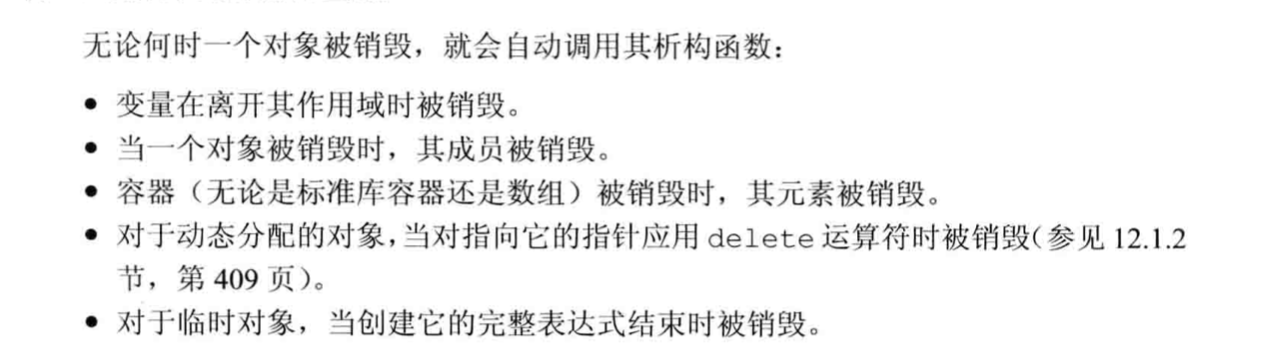 无论何时一个对象被销毁，就会自动调用其析构函数：
● 变量在离开其作用域时被销毁。
● 当一个对象被销毁时，其成员被销毁。
● 容器（无论是标准库容器还是数组）被销毁时，其元素被销毁。
● 对于动态分配的对象，当对指向它的指针应用 delete 运算符时被销毁（参见 12.1.2
节，第 409 页）。
● 对于临时对象，当创建它的完整表达式结束时被销毁。